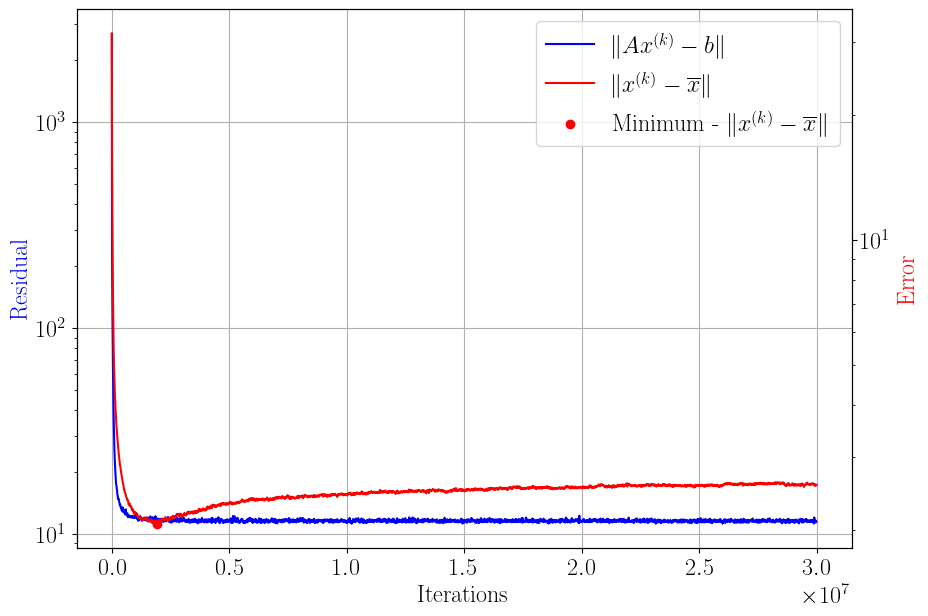 ‖Ax^(k) − b‖
‖x^(k) − x̅‖
Minimum - ‖x^(k) − x̅‖
10^3
10^2
10^1
Residual
10^1
Error
0.0 0.5 1.0 1.5 2.0 2.5 3.0
Iterations
×10^7